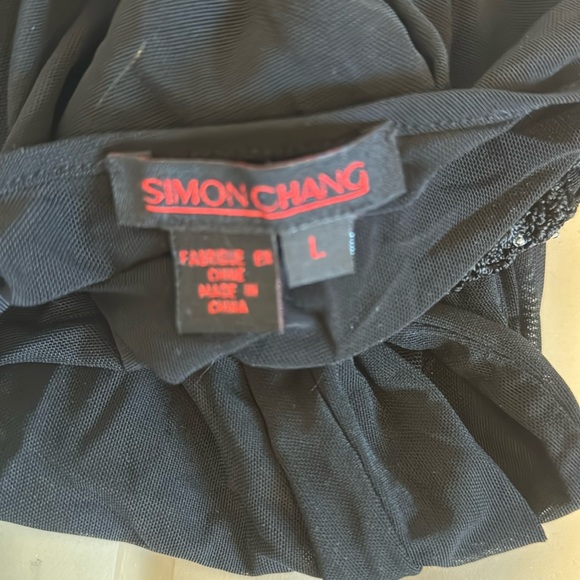 SIMON CHANG
L
FABRIQUE EN
CHINE
MADE IN
CHINA